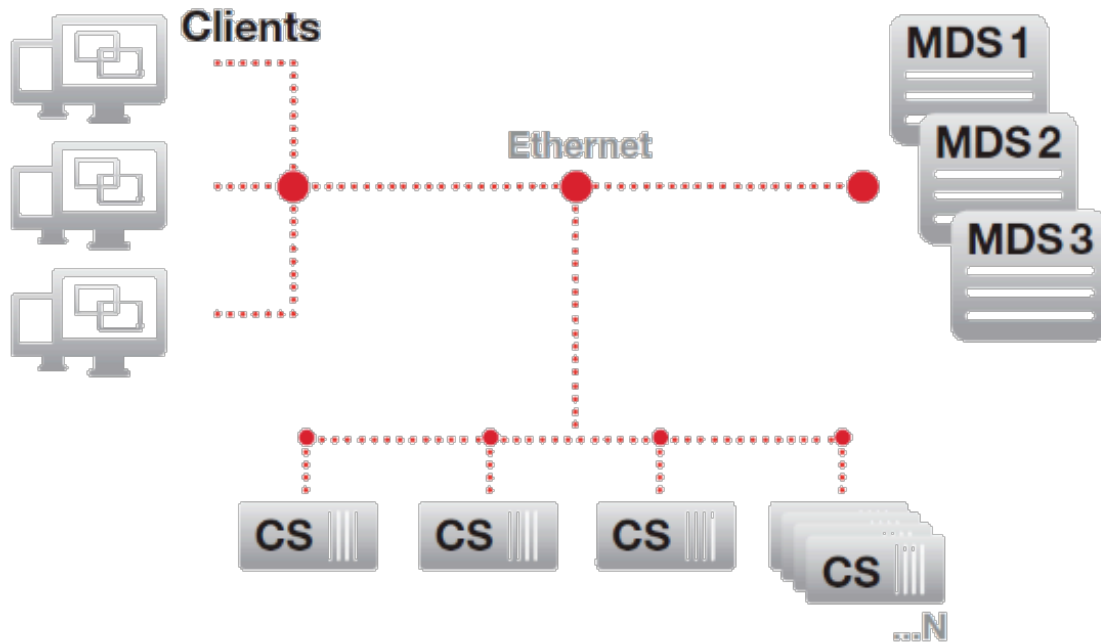 Clients
MDS 1
Ethernet
MDS 2
MDS 3
CS
CS
CS
CS
...N